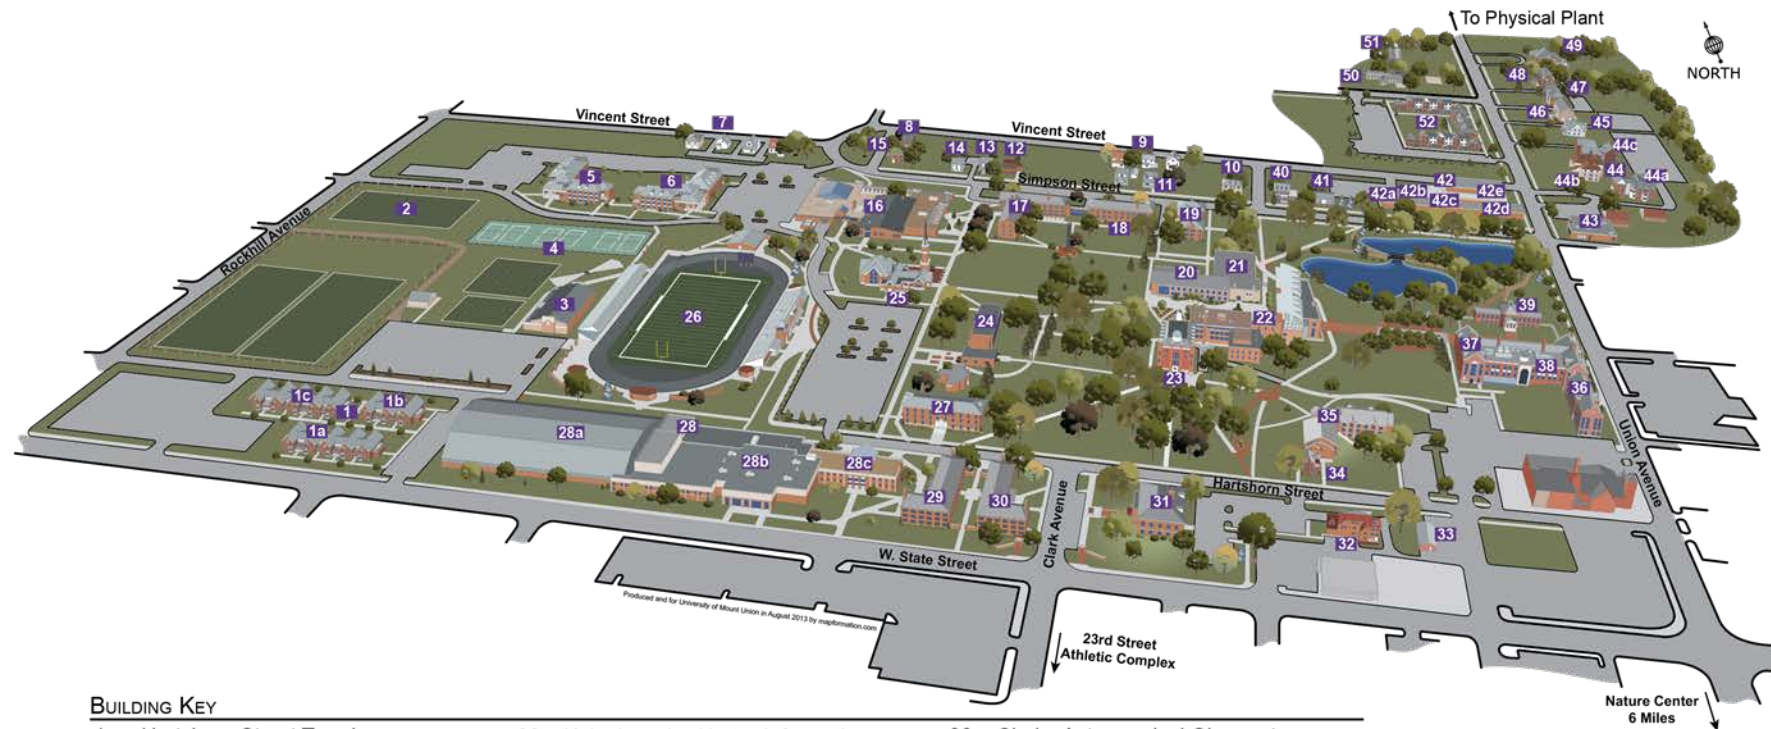 To Physical Plant
NORTH
51
49
50
48
47
46
45
52
44c
44
44b
44a
43
Vincent Street
7
8
15
14
13
12
Vincent Street
9
10
11
Simpson Street
40
41
42
42a
42b
42c
42e
42d
5
6
16
17
18
19
2
Rockhill Avenue
4
3
26
25
24
20
21
22
23
39
37
38
36
1c
1
1b
1a
28a
28
28b
28c
27
29
30
35
34
Hartshorn Street
Union Avenue
31
32
33
Clark Avenue
W. State Street
Produced and for University of Mount Union in August 2013 by mapformation.com
23rd Street
Athletic Complex
Nature Center
6 Miles
BUILDING KEY